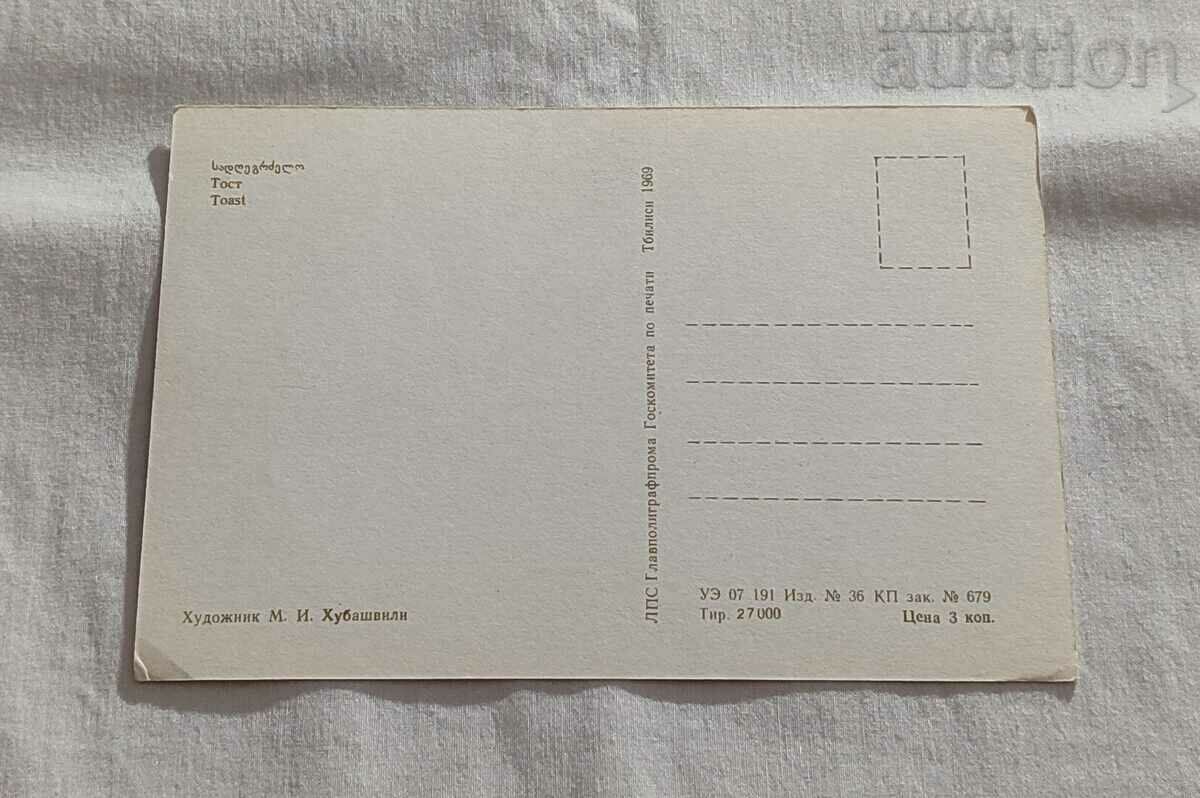 BALKAN
auction
სადღეგრძელო
Тост
Toast
Художник М. И. Хубашвили
ЛПС Главполиграфпрома Госкомитета по печати Тбилиси 1969
УЭ 07 191 Изд. № 36 КП зак. № 679
Тир. 27000 Цена 3 коп.